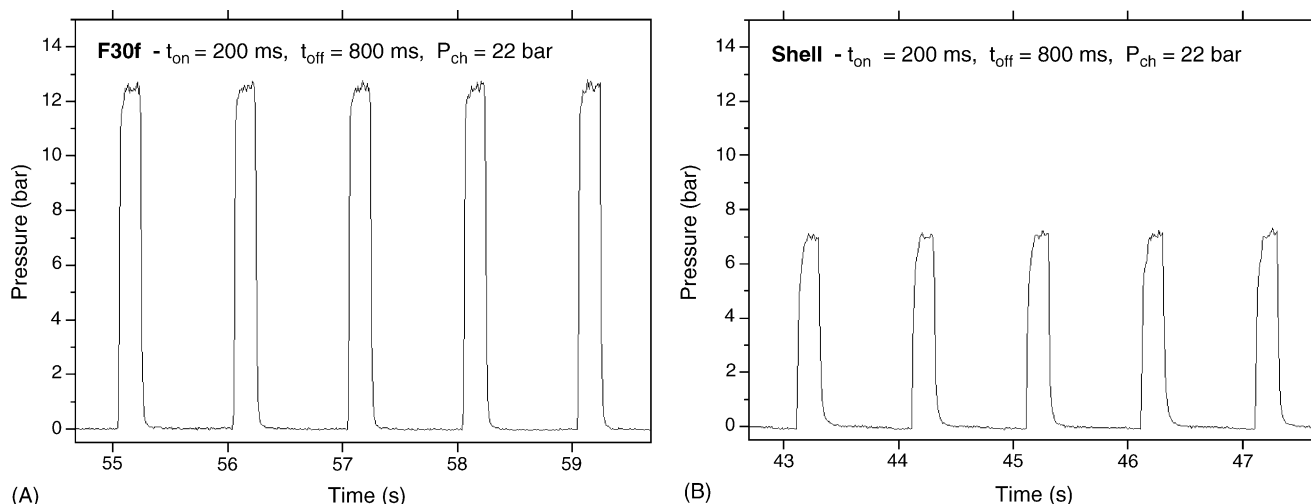 F30f - t_on = 200 ms, t_off = 800 ms, P_ch = 22 bar
14
12
10
8
6
4
2
0
Pressure (bar)
55 56 57 58 59
Time (s)
(A)
Shell - t_on = 200 ms, t_off = 800 ms, P_ch = 22 bar
14
12
10
8
6
4
2
0
Pressure (bar)
43 44 45 46 47
Time (s)
(B)